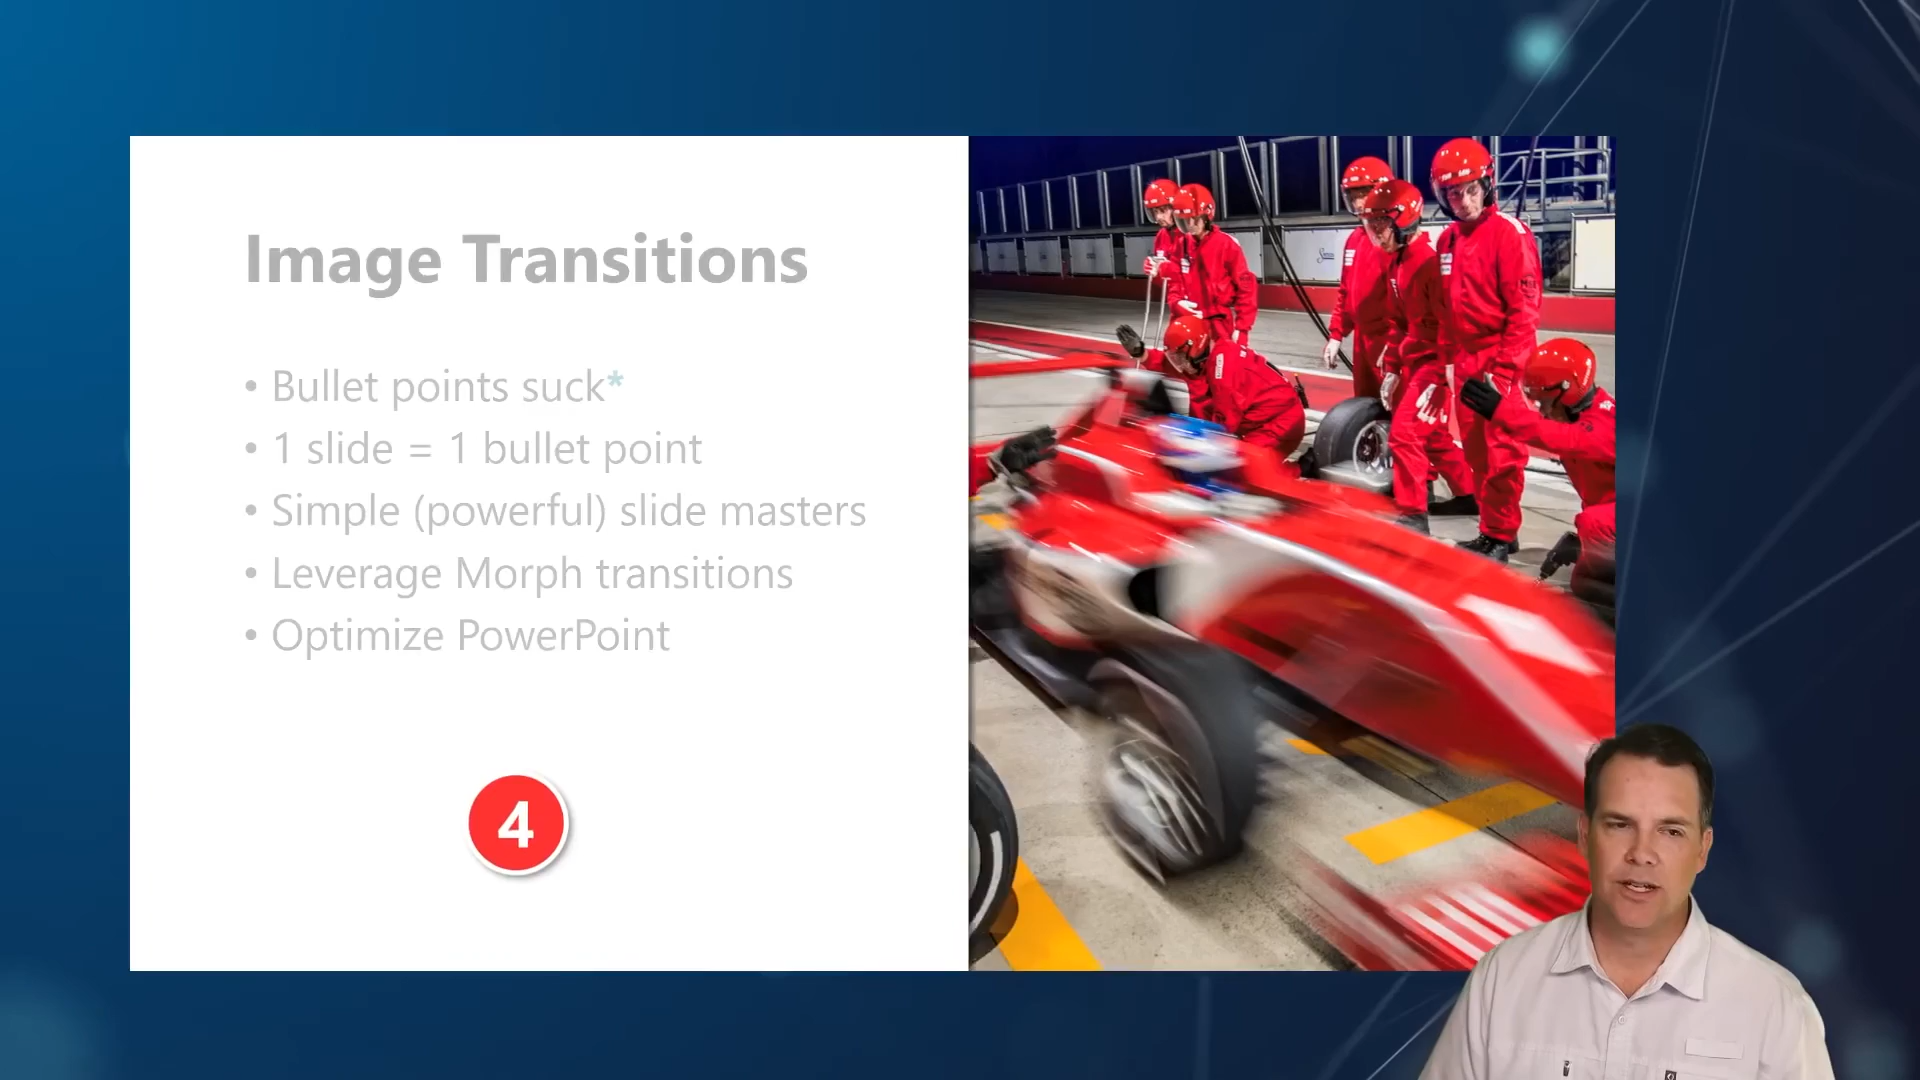 Image Transitions
• Bullet points suck*
• 1 slide = 1 bullet point
• Simple (powerful) slide masters
• Leverage Morph transitions
• Optimize PowerPoint
4